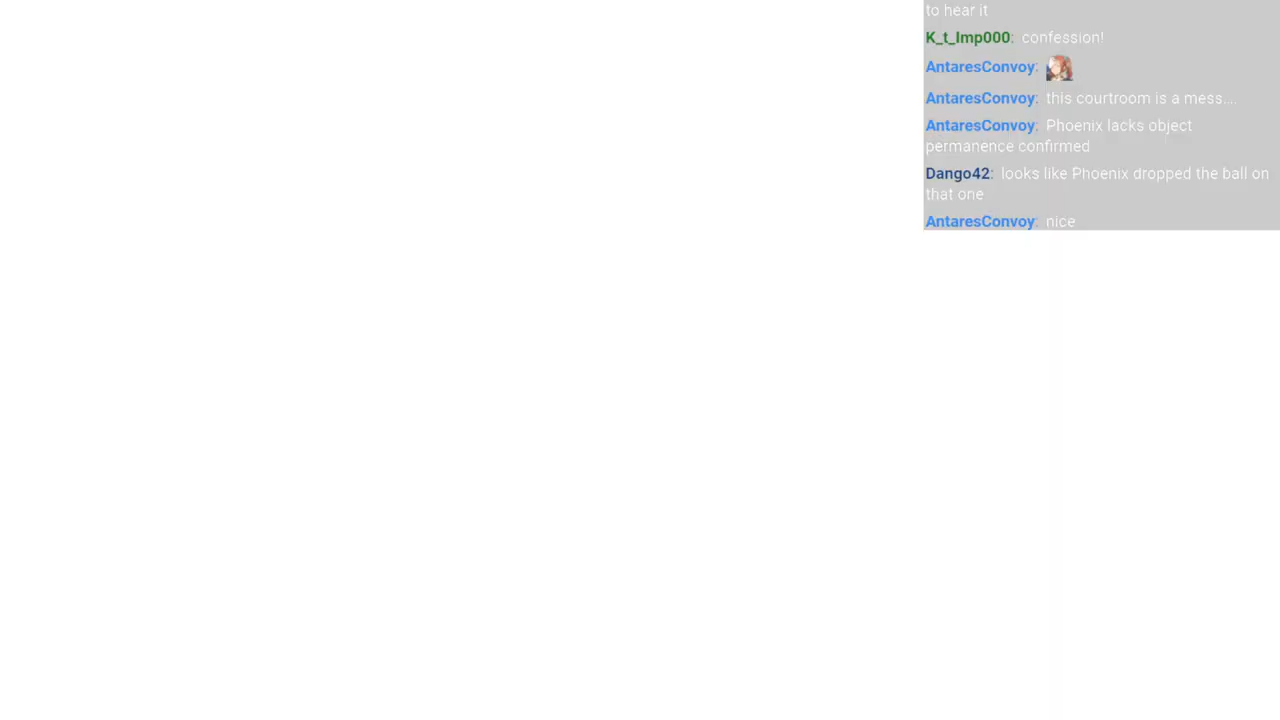 to hear it
K_t_Imp000: confession!
AntaresConvoy:
AntaresConvoy: this courtroom is a mess....
AntaresConvoy: Phoenix lacks object
permanence confirmed
Dango42: looks like Phoenix dropped the ball on
that one
AntaresConvoy: nice